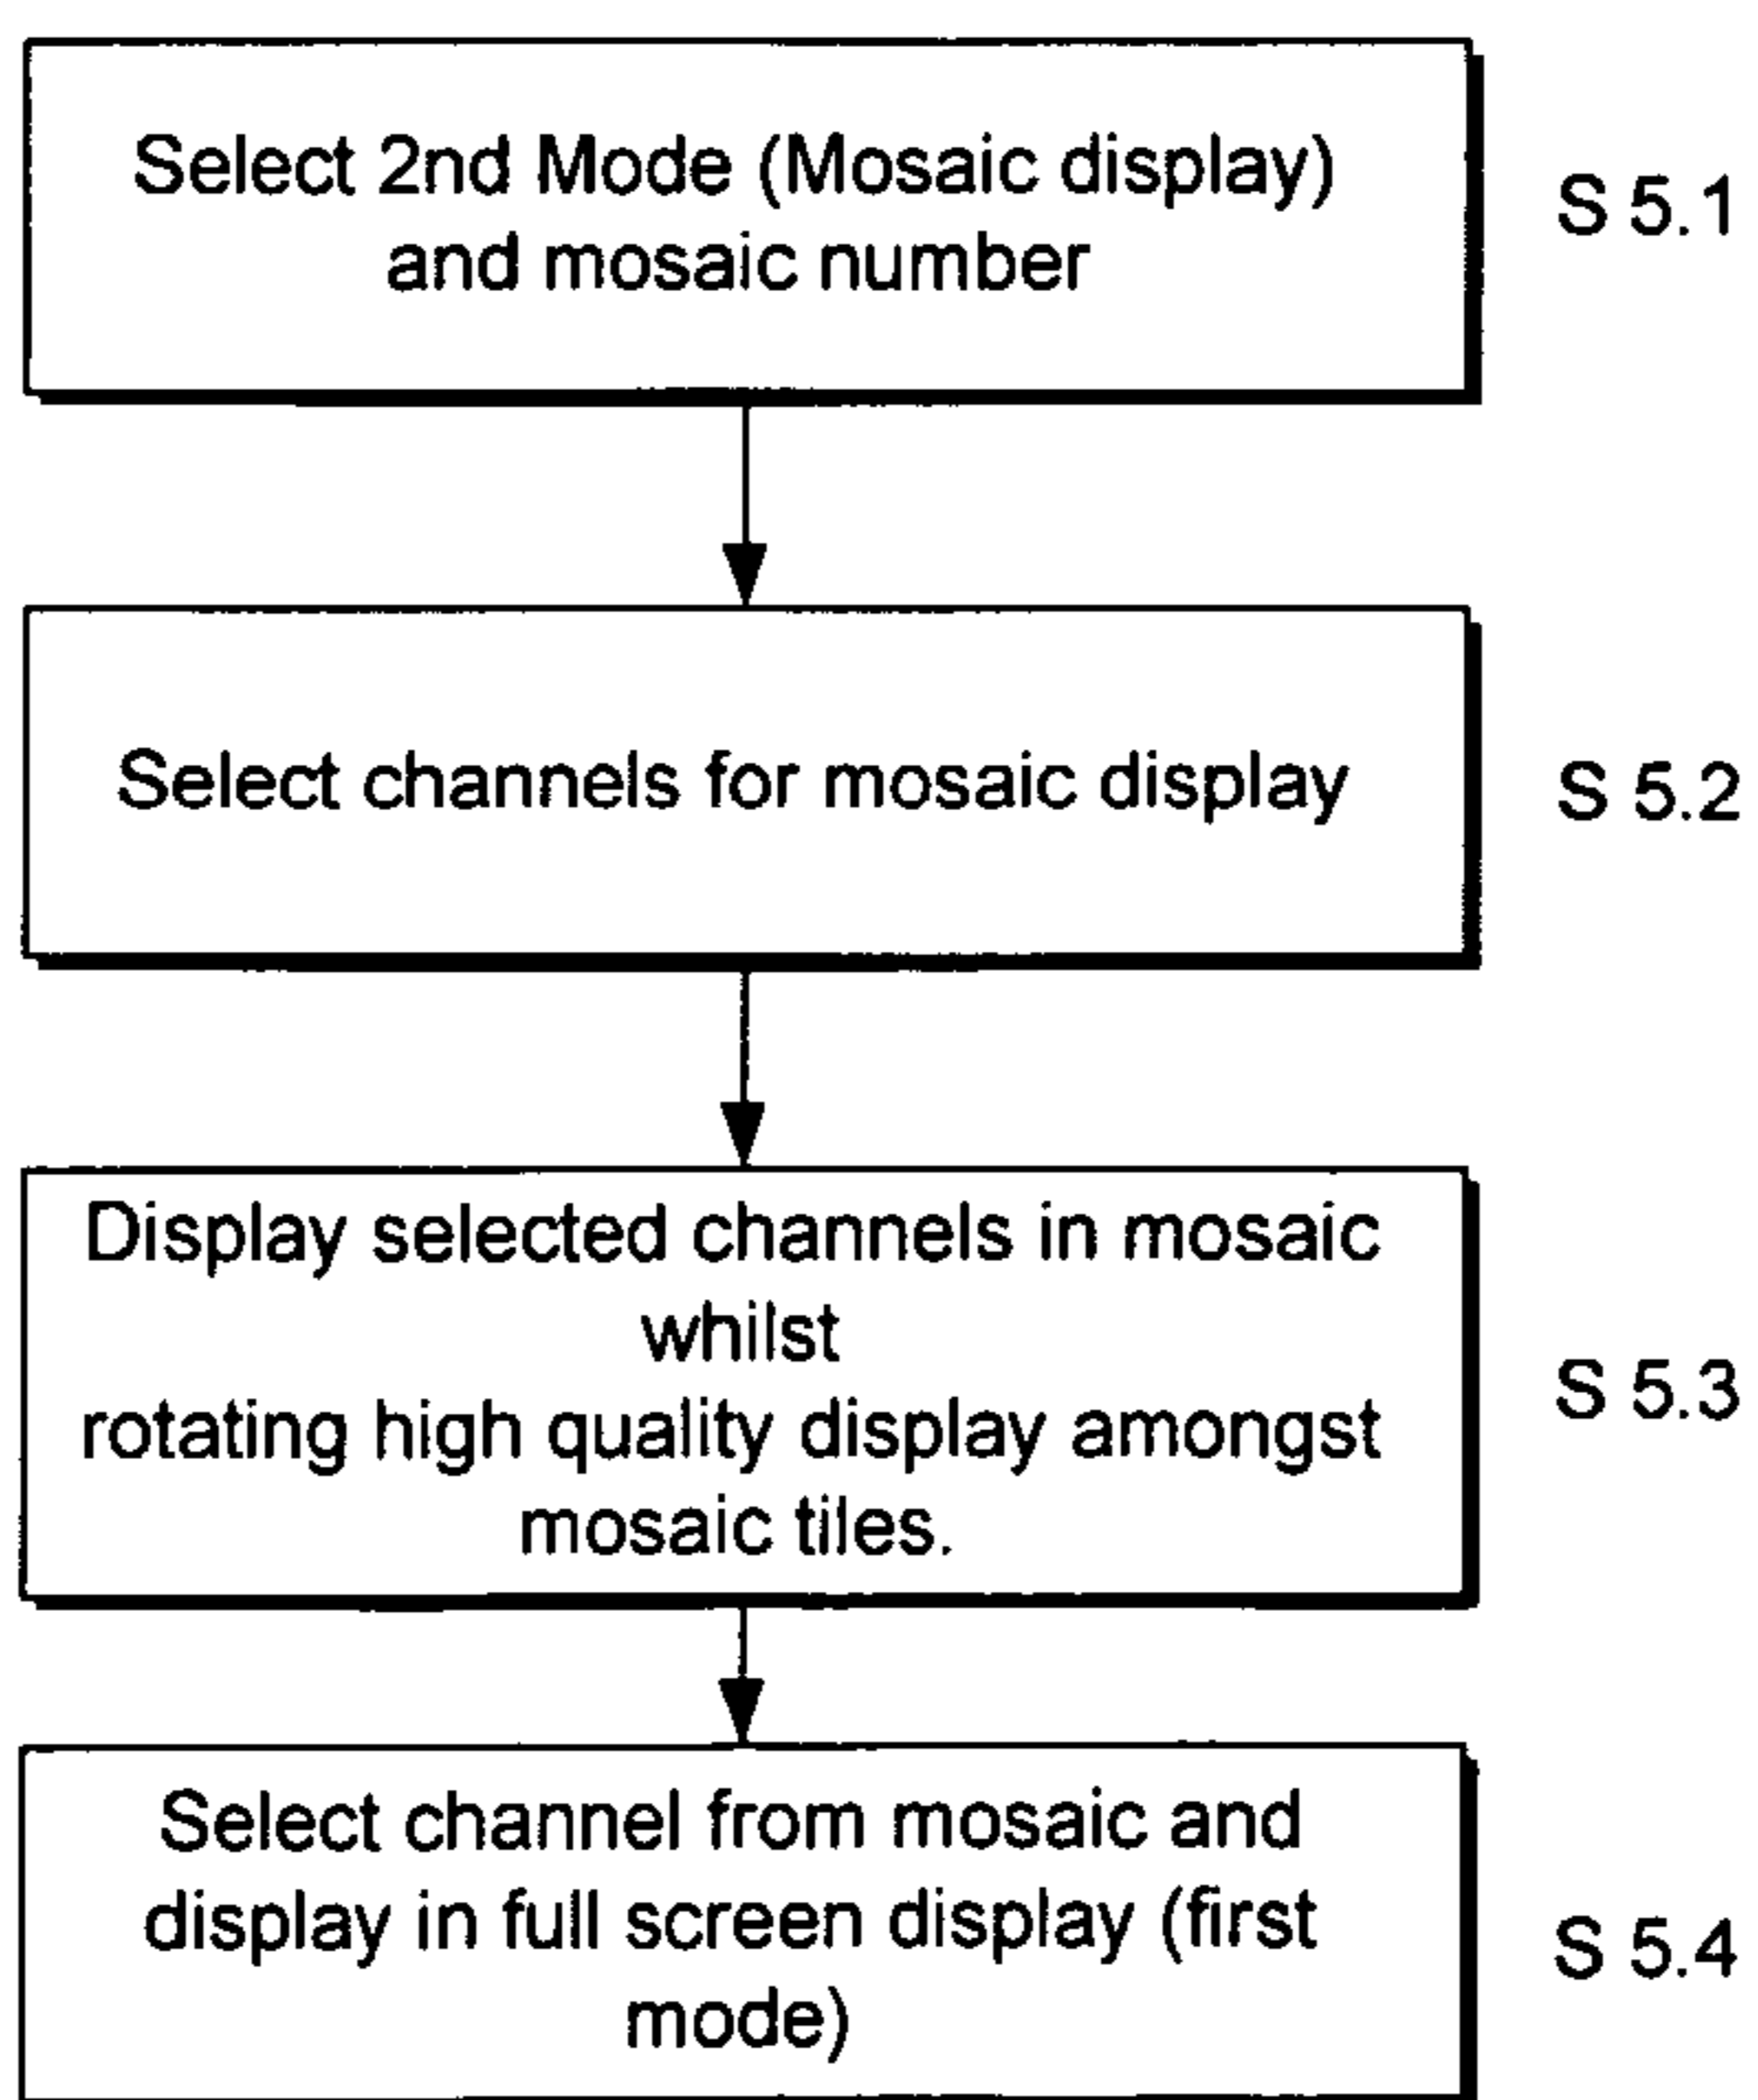 Select 2nd Mode (Mosaic display)
and mosaic number
S 5.1
Select channels for mosaic display
S 5.2
Display selected channels in mosaic
whilst
rotating high quality display amongst
mosaic tiles.
S 5.3
Select channel from mosaic and
display in full screen display (first
mode)
S 5.4